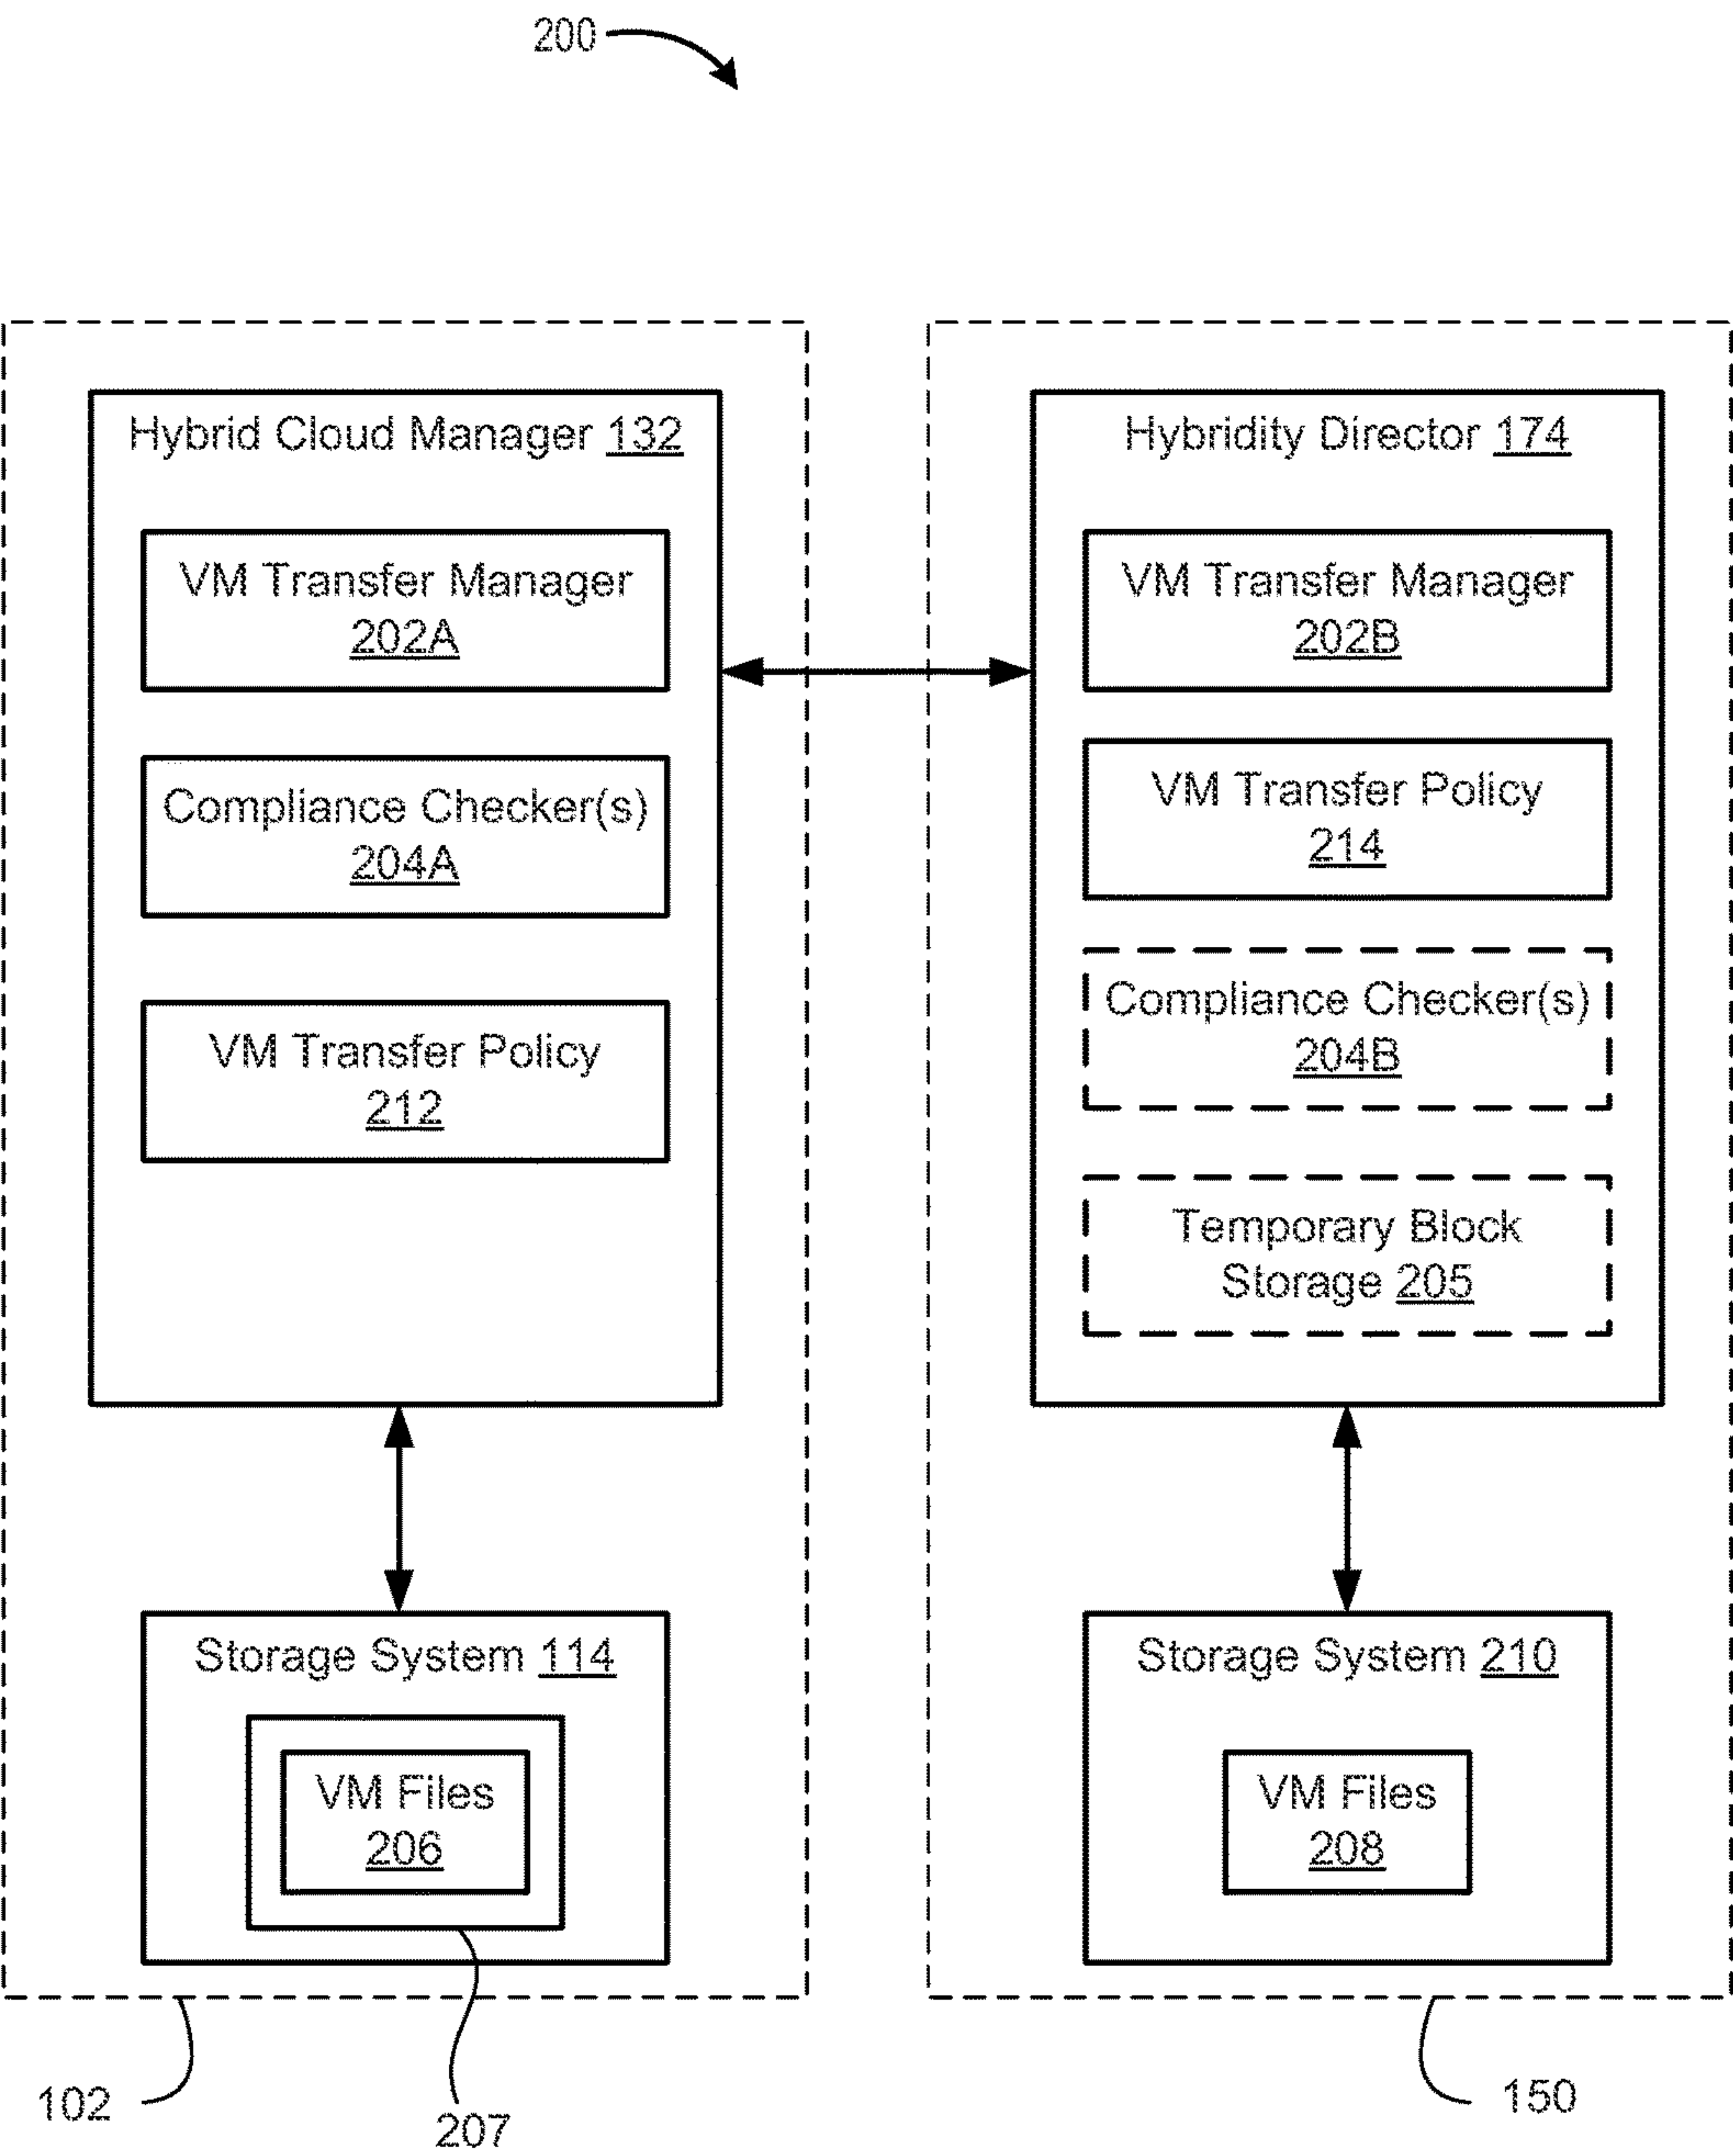 200
Hybrid Cloud Manager 132
VM Transfer Manager
202A
Compliance Checker(s)
204A
VM Transfer Policy
212
Storage System 114
VM Files
206
102
207
Hybridity Director 174
VM Transfer Manager
202B
VM Transfer Policy
214
Compliance Checker(s)
204B
Temporary Block
Storage 205
Storage System 210
VM Files
208
150